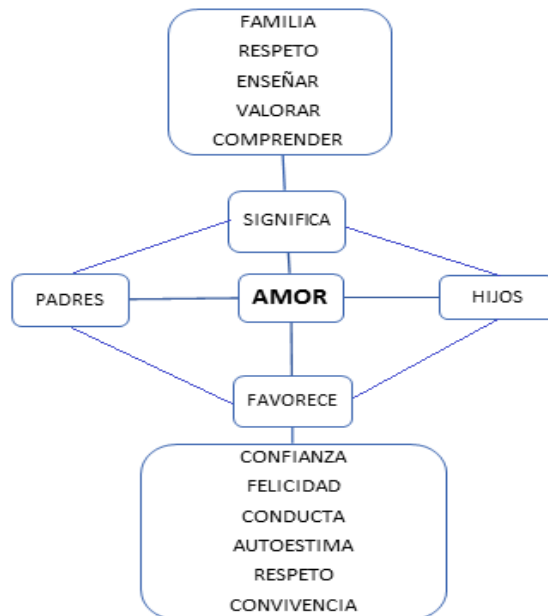 FAMILIA
RESPETO
ENSEÑAR
VALORAR
COMPRENDER
SIGNIFICA
PADRES
AMOR
HIJOS
FAVORECE
CONFIANZA
FELICIDAD
CONDUCTA
AUTOESTIMA
RESPETO
CONVIVENCIA